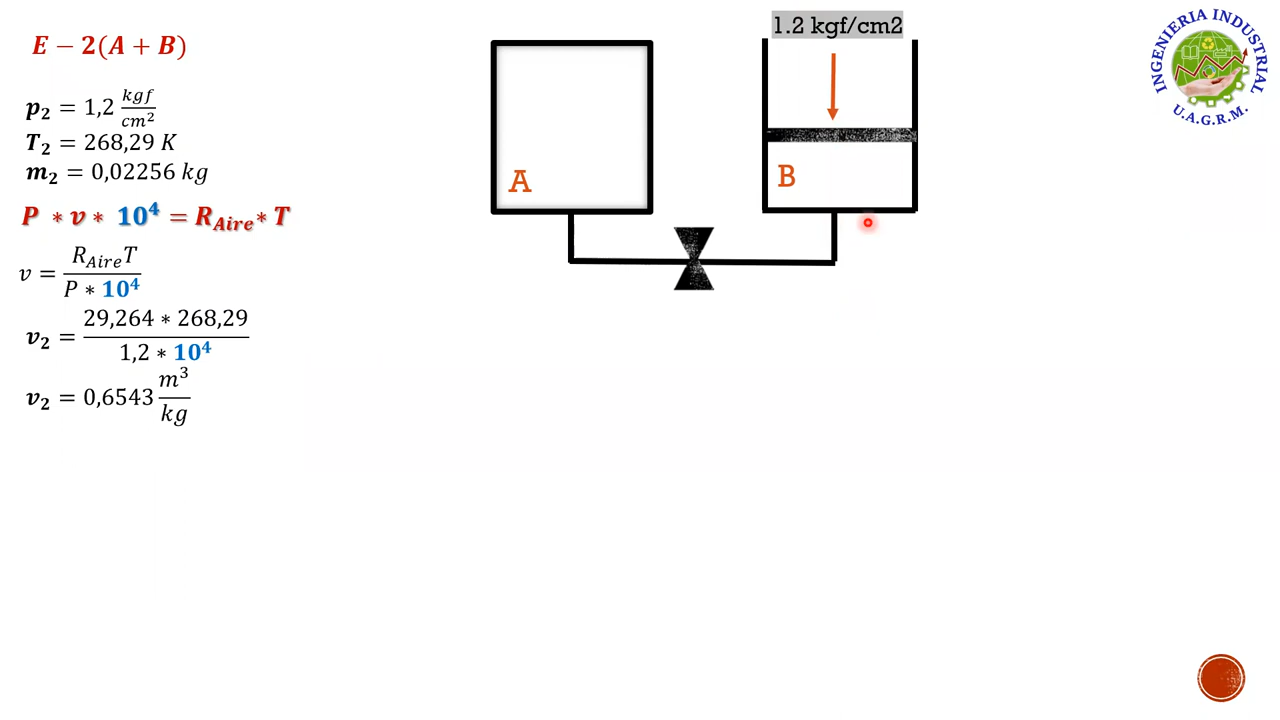 E − 2(A + B)
p₂ = 1,2 kgf/cm²
T₂ = 268,29 K
m₂ = 0,02256 kg
P * v * 10⁴ = R_Aire * T
v = R_Aire T / P * 10⁴
v₂ = 29,264 * 268,29 / 1,2 * 10⁴
v₂ = 0,6543 m³/kg
1.2 kgf/cm2
A
B
INGENIERIA INDUSTRIAL
U.A.G.R.M.